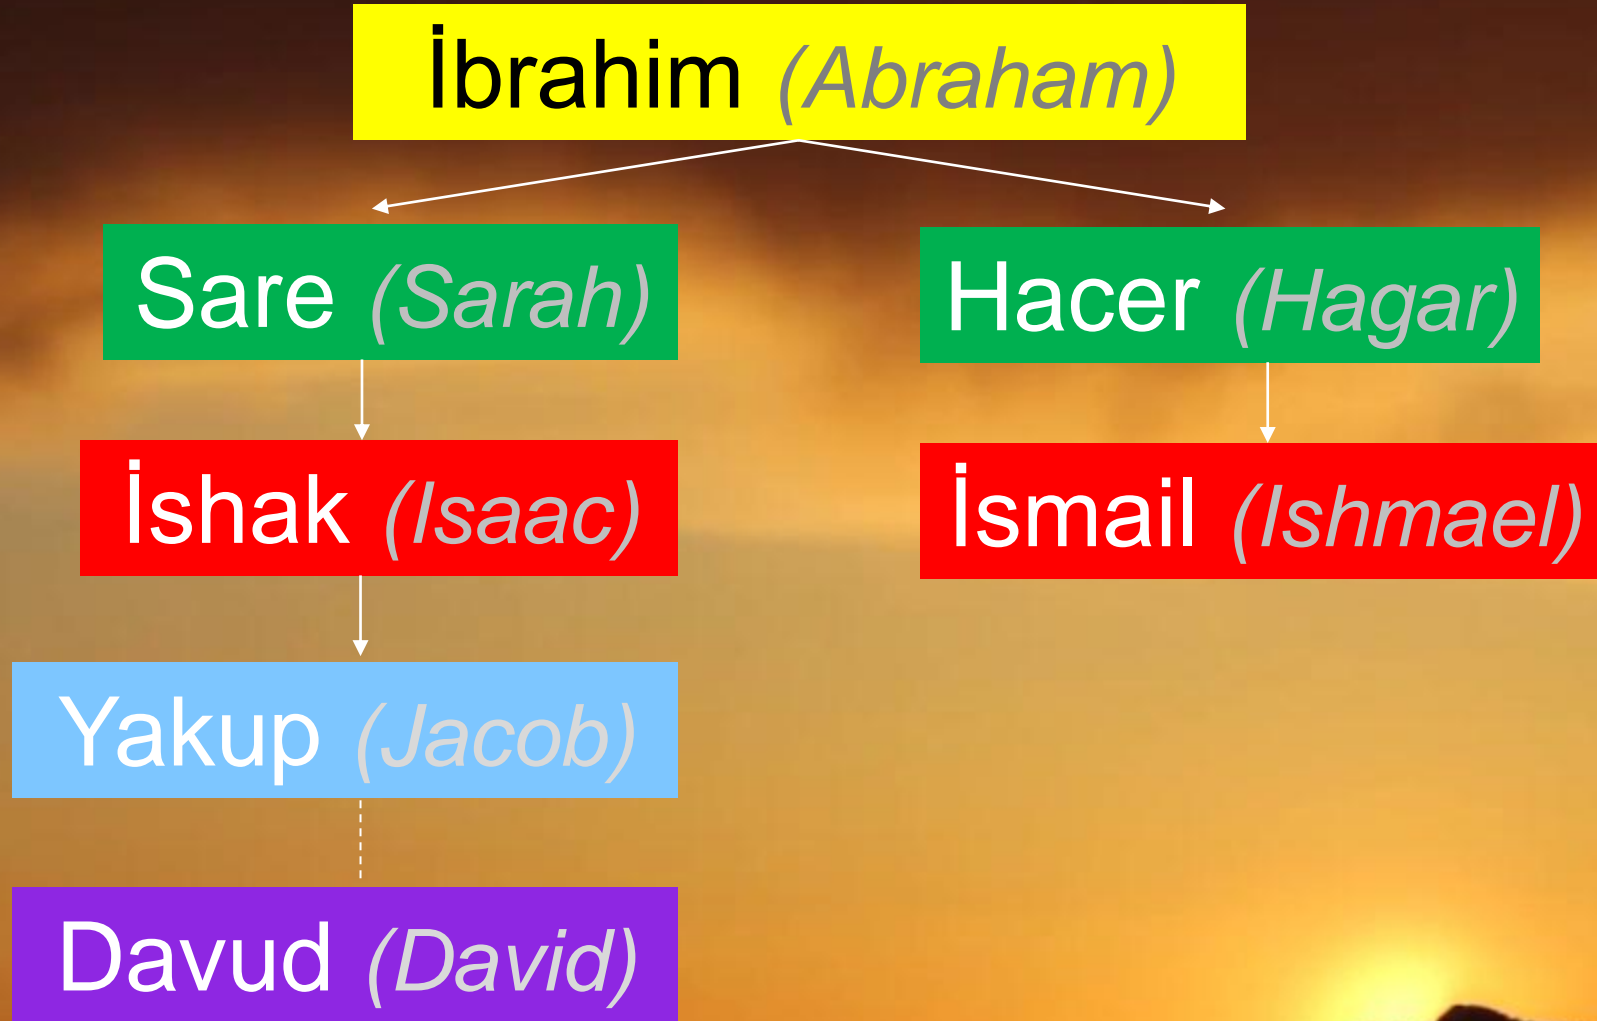 İbrahim (Abraham)
Sare (Sarah)
Hacer (Hagar)
İshak (Isaac)
İsmail (Ishmael)
Yakup (Jacob)
Davud (David)